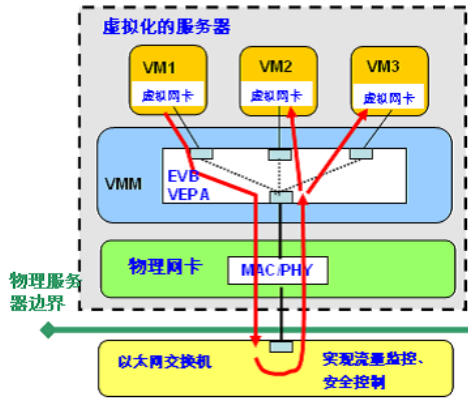 虚拟化的服务器
VM1
VM2
VM3
虚拟网卡
虚拟网卡
虚拟网卡
VMM
EVB
VEPA
物理网卡
MAC/PHY
物理服务
器边界
以太网交换机
实现流量监控、
安全控制